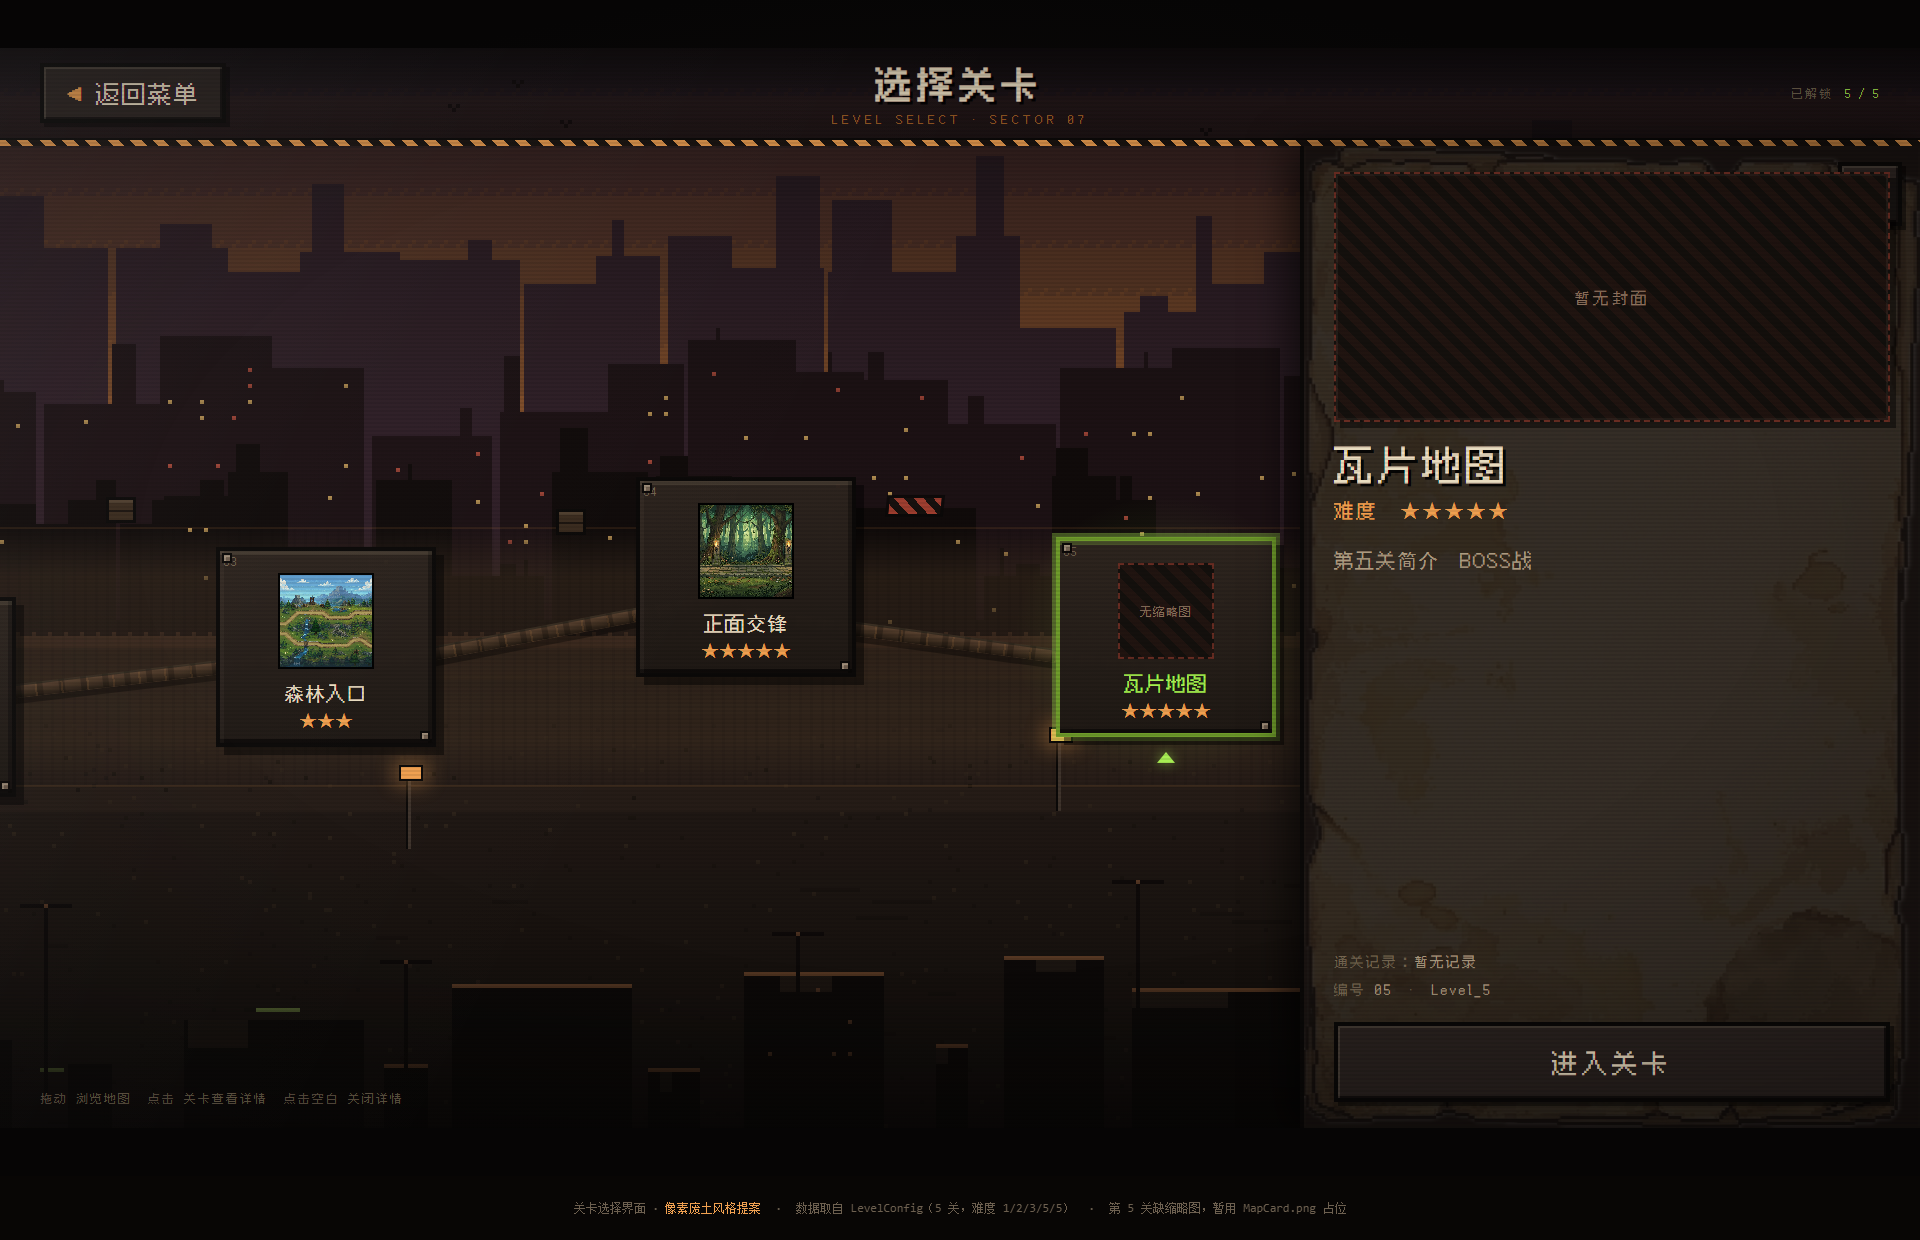 ◀ 返回菜单
选择关卡
LEVEL SELECT · SECTOR 07
已解锁 5 / 5
暂无封面
瓦片地图
难度 ★★★★★
第五关简介 BOSS战
03
森林入口
★★★
04
正面交锋
★★★★★
05
无缩略图
瓦片地图
★★★★★
通关记录：暂无记录
编号 05 · Level_5
进入关卡
拖动 浏览地图 点击 关卡查看详情 点击空白 关闭详情
关卡选择界面 · 像素废土风格提案 · 数据取自 LevelConfig（5 关，难度 1/2/3/5/5） · 第 5 关缺缩略图，暂用 MapCard.png 占位